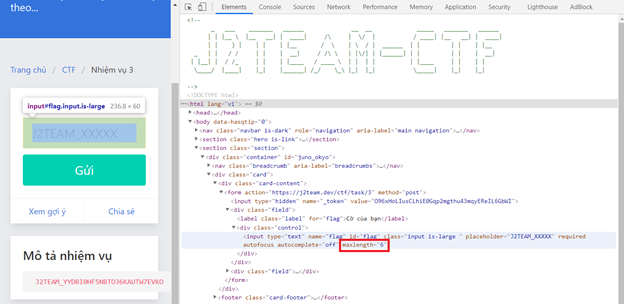 theo...
Trang chủ / CTF / Nhiệm vụ 3
input#flag.input.is-large 236.8 × 60
J2TEAM_XXXXX
Gửi
Xem gợi ý
Chia sẻ
Mô tả nhiệm vụ
J2TEAM_YYDBI0HF5NBTO36KAUTW7EVKO
Elements Sources Network Performance Memory Application Security Lighthouse AdBlock
<!--
-->
<!DOCTYPE html>
<html lang="vi"> == $0
<head>…</head>
<body data-hasqtip="0">
<nav class="navbar is-dark" role="navigation" aria-label="main navigation">…</nav>
<section class="hero is-link">…</section>
<section class="section">
<div class="container" id="juno_okyo">
<nav class="breadcrumb" aria-label="breadcrumbs">…</nav>
<div class="card">
<div class="card-content">
<form action="https://j2team.dev/ctf/task/3" method="post">
<input type="hidden" name="_token" value="O96xHoLIusCLhiE0Gqp2mgthu43mqyEReIL6GbWI">
<div class="field">
<label class="label" for="flag">Cờ của bạn</label>
<div class="control">
<input type="text" name="flag" id="flag" class="input is-large " placeholder="J2TEAM_XXXXX" required
autofocus autocomplete="off" maxlength="6">
</div>
</div>
<div class="field">…</div>
</form>
</div>
<footer class="card-footer">…</footer>